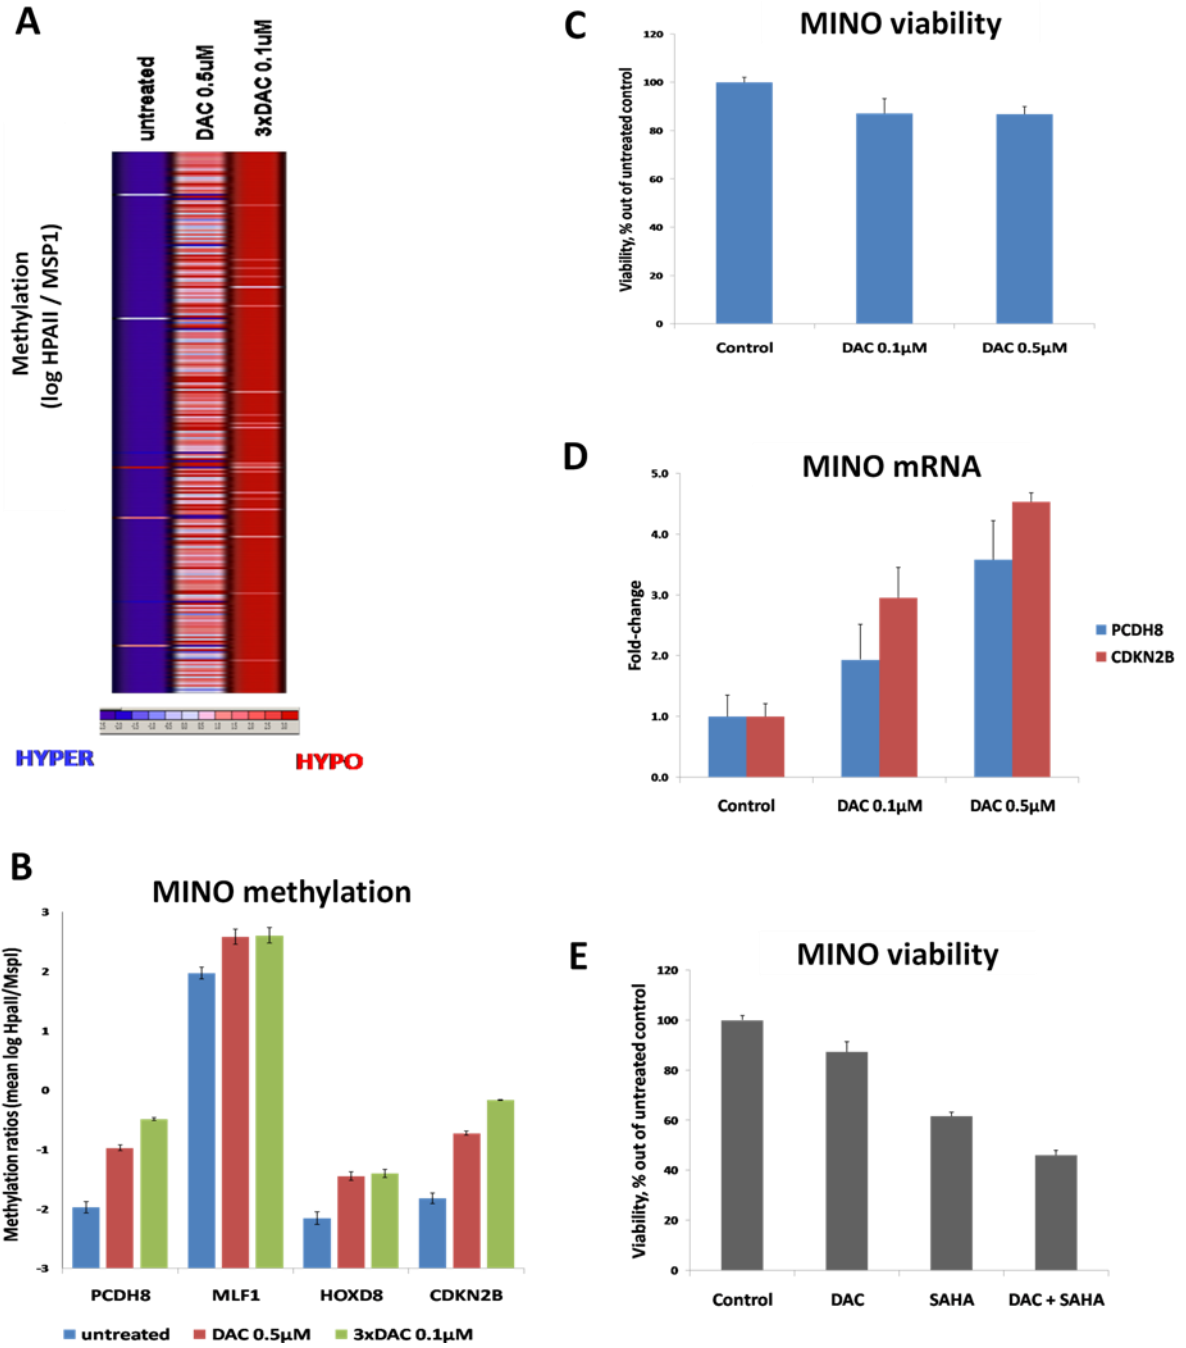 A
untreated
DAC 0.5uM
3xDAC 0.1uM
Methylation
(log HPAII / MSP1)
HYPER
HYPO
B
MINO methylation
Methylation ratios (mean log HpaII/MspI)
3
2
1
0
-1
-2
-3
PCDH8 MLF1 HOXD8 CDKN2B
untreated DAC 0.5µM 3xDAC 0.1µM
C
MINO viability
Viability, % out of untreated control
120
100
80
60
40
20
0
Control DAC 0.1µM DAC 0.5µM
D
MINO mRNA
Fold-change
5.0
4.0
3.0
2.0
1.0
0.0
Control DAC 0.1µM DAC 0.5µM
PCDH8
CDKN2B
E
MINO viability
Viability, % out of untreated control
120
100
80
60
40
20
0
Control DAC SAHA DAC + SAHA